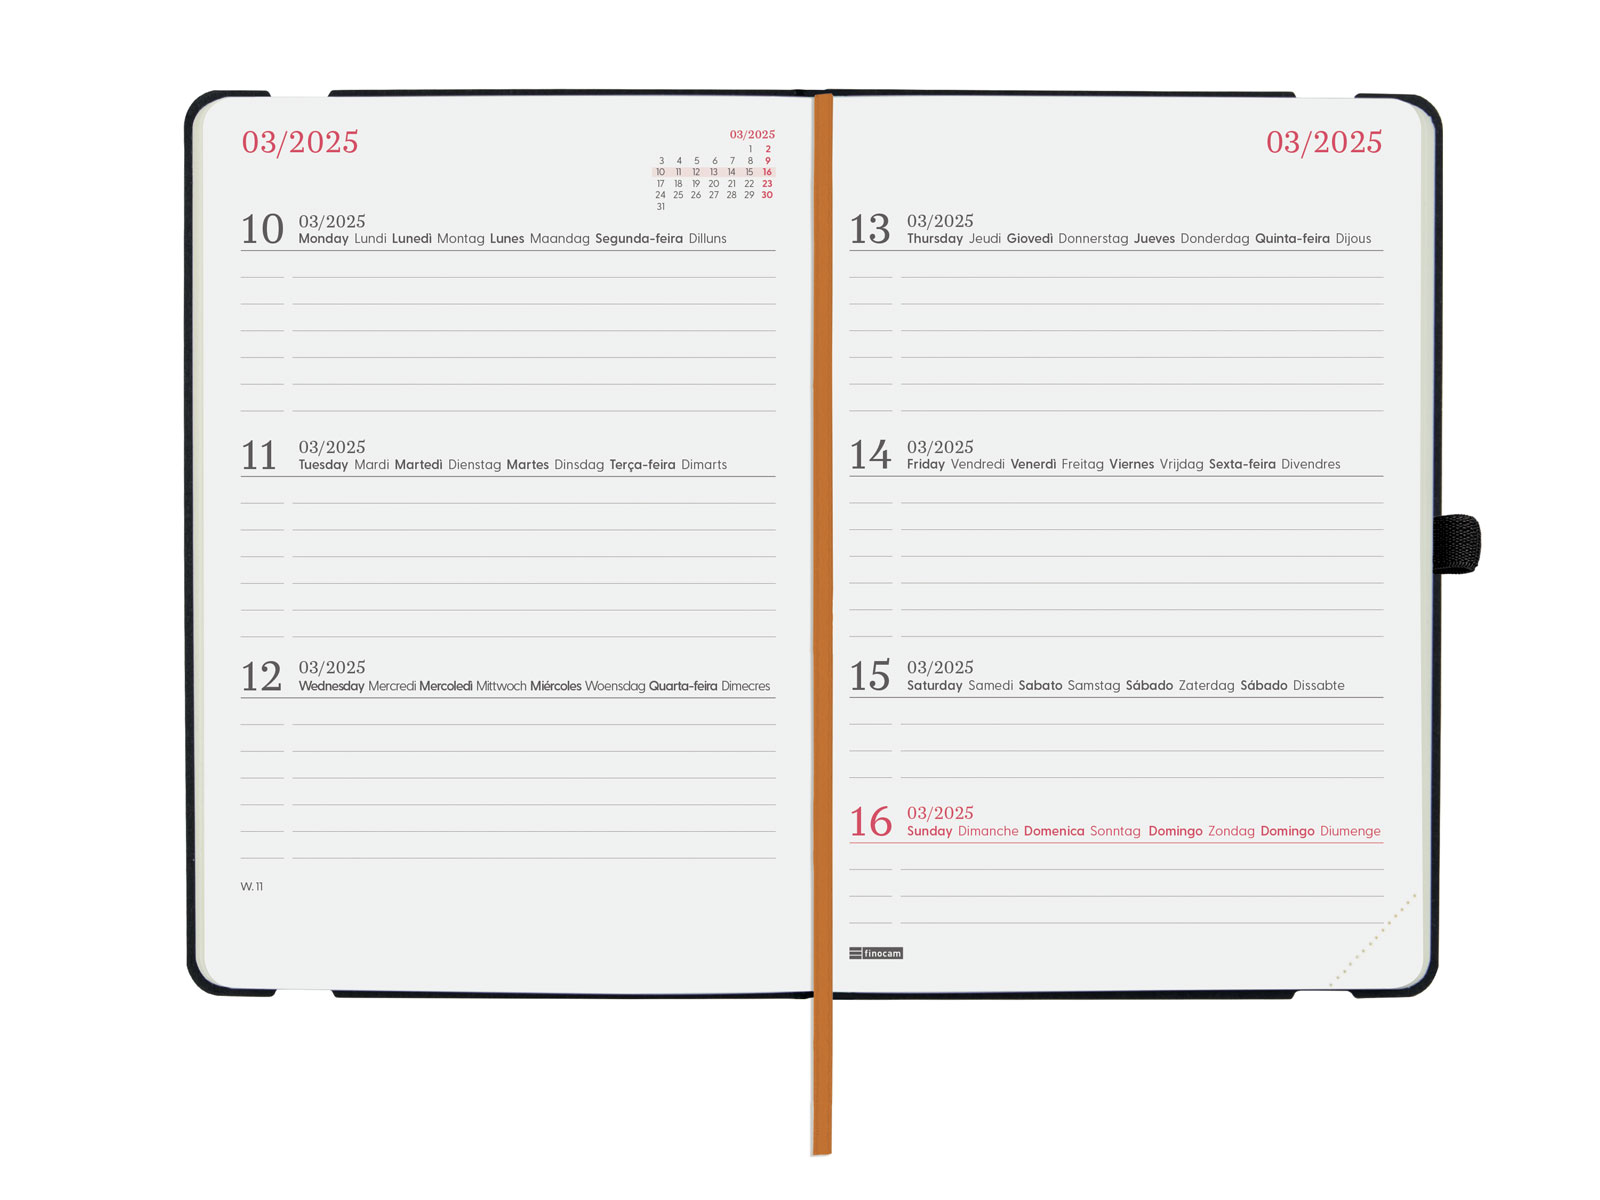 03/2025
03/2025
1 2
3 4 5 6 7 8 9
10 11 12 13 14 15 16
17 18 19 20 21 22 23
24 25 26 27 28 29 30
31
10 03/2025
Monday Lundi Lunedì Montag Lunes Maandag Segunda-feira Dilluns
11 03/2025
Tuesday Mardi Martedì Dienstag Martes Dinsdag Terça-feira Dimarts
12 03/2025
Wednesday Mercredi Mercoledì Mittwoch Miércoles Woensdag Quarta-feira Dimecres
W. 11
03/2025
13 03/2025
Thursday Jeudi Giovedì Donnerstag Jueves Donderdag Quinta-feira Dijous
14 03/2025
Friday Vendredi Venerdì Freitag Viernes Vrijdag Sexta-feira Divendres
15 03/2025
Saturday Samedi Sabato Samstag Sábado Zaterdag Sábado Dissabte
16 03/2025
Sunday Dimanche Domenica Sonntag Domingo Zondag Domingo Diumenge
finocam